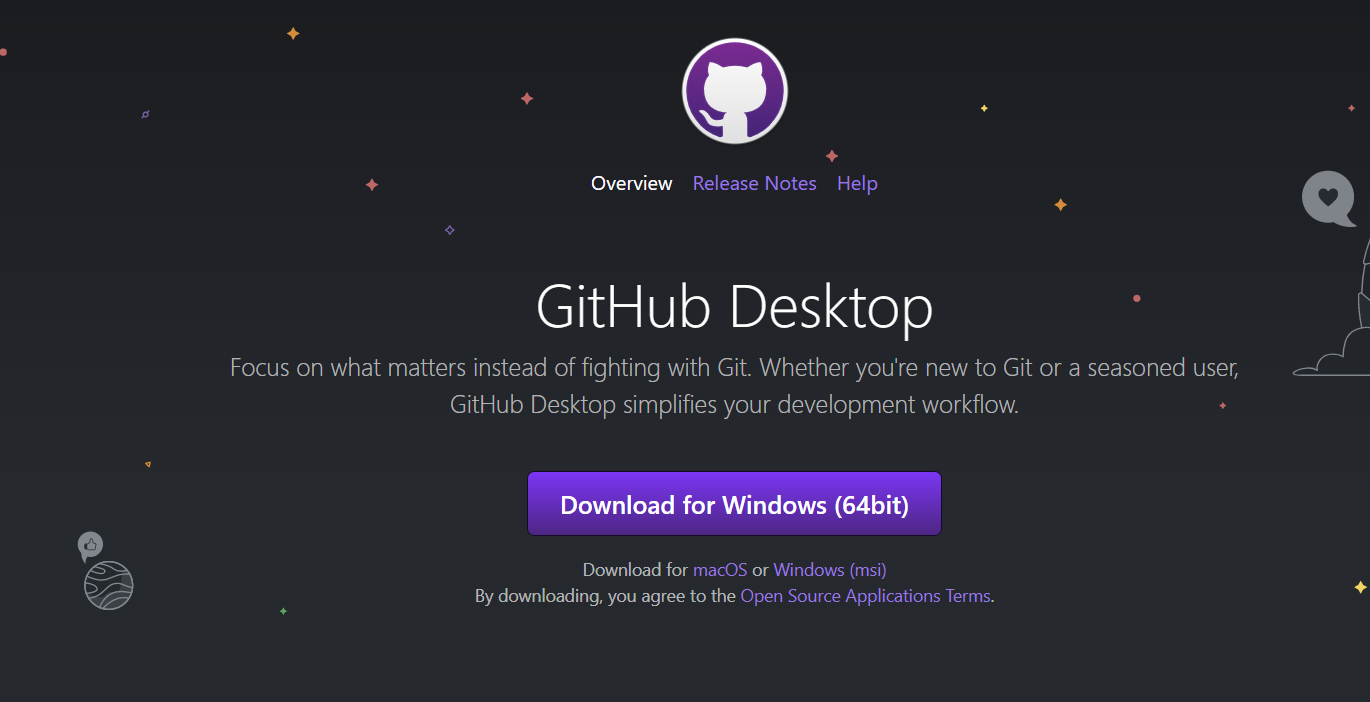 Overview Release Notes Help
GitHub Desktop
Focus on what matters instead of fighting with Git. Whether you're new to Git or a seasoned user,
GitHub Desktop simplifies your development workflow.
Download for Windows (64bit)
Download for macOS or Windows (msi)
By downloading, you agree to the Open Source Applications Terms.